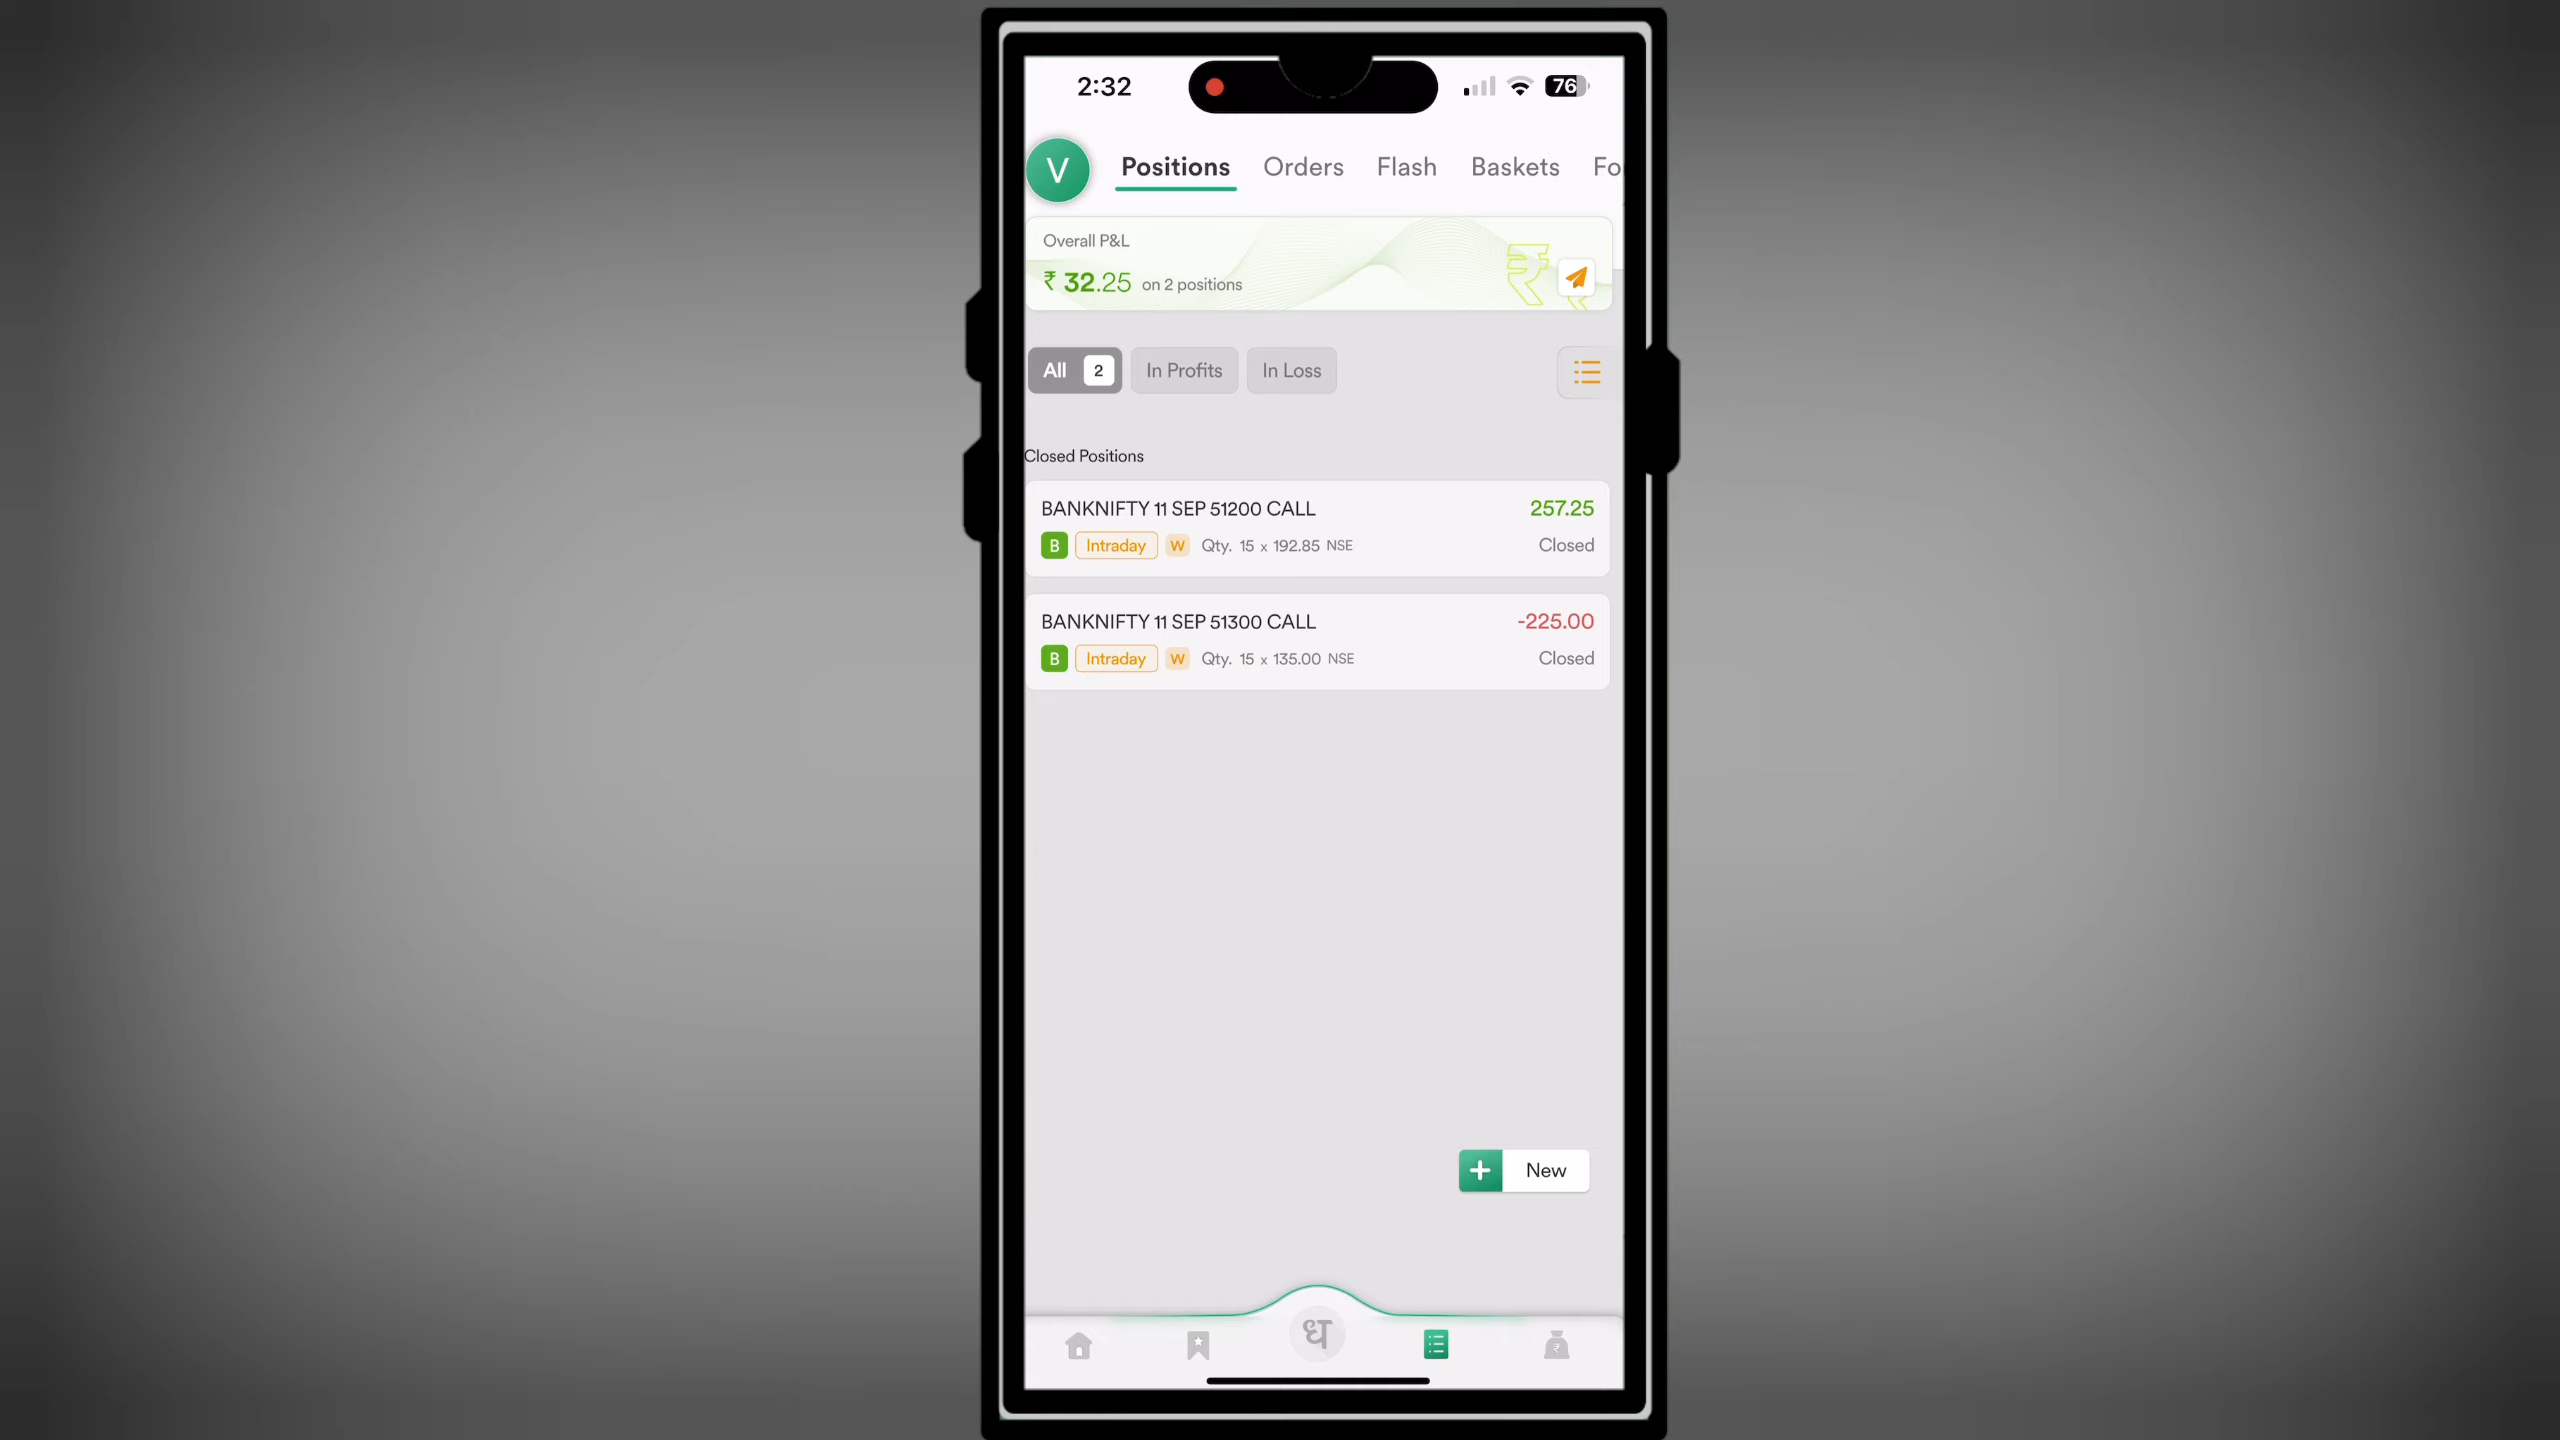 2:32 76
V Positions Orders Flash Baskets Fo
Overall P&L
₹ 32.25 on 2 positions
All 2 In Profits In Loss
Closed Positions
BANKNIFTY 11 SEP 51200 CALL 257.25
B Intraday W Qty. 15 x 192.85 NSE Closed
BANKNIFTY 11 SEP 51300 CALL -225.00
B Intraday W Qty. 15 x 135.00 NSE Closed
+ New
ध